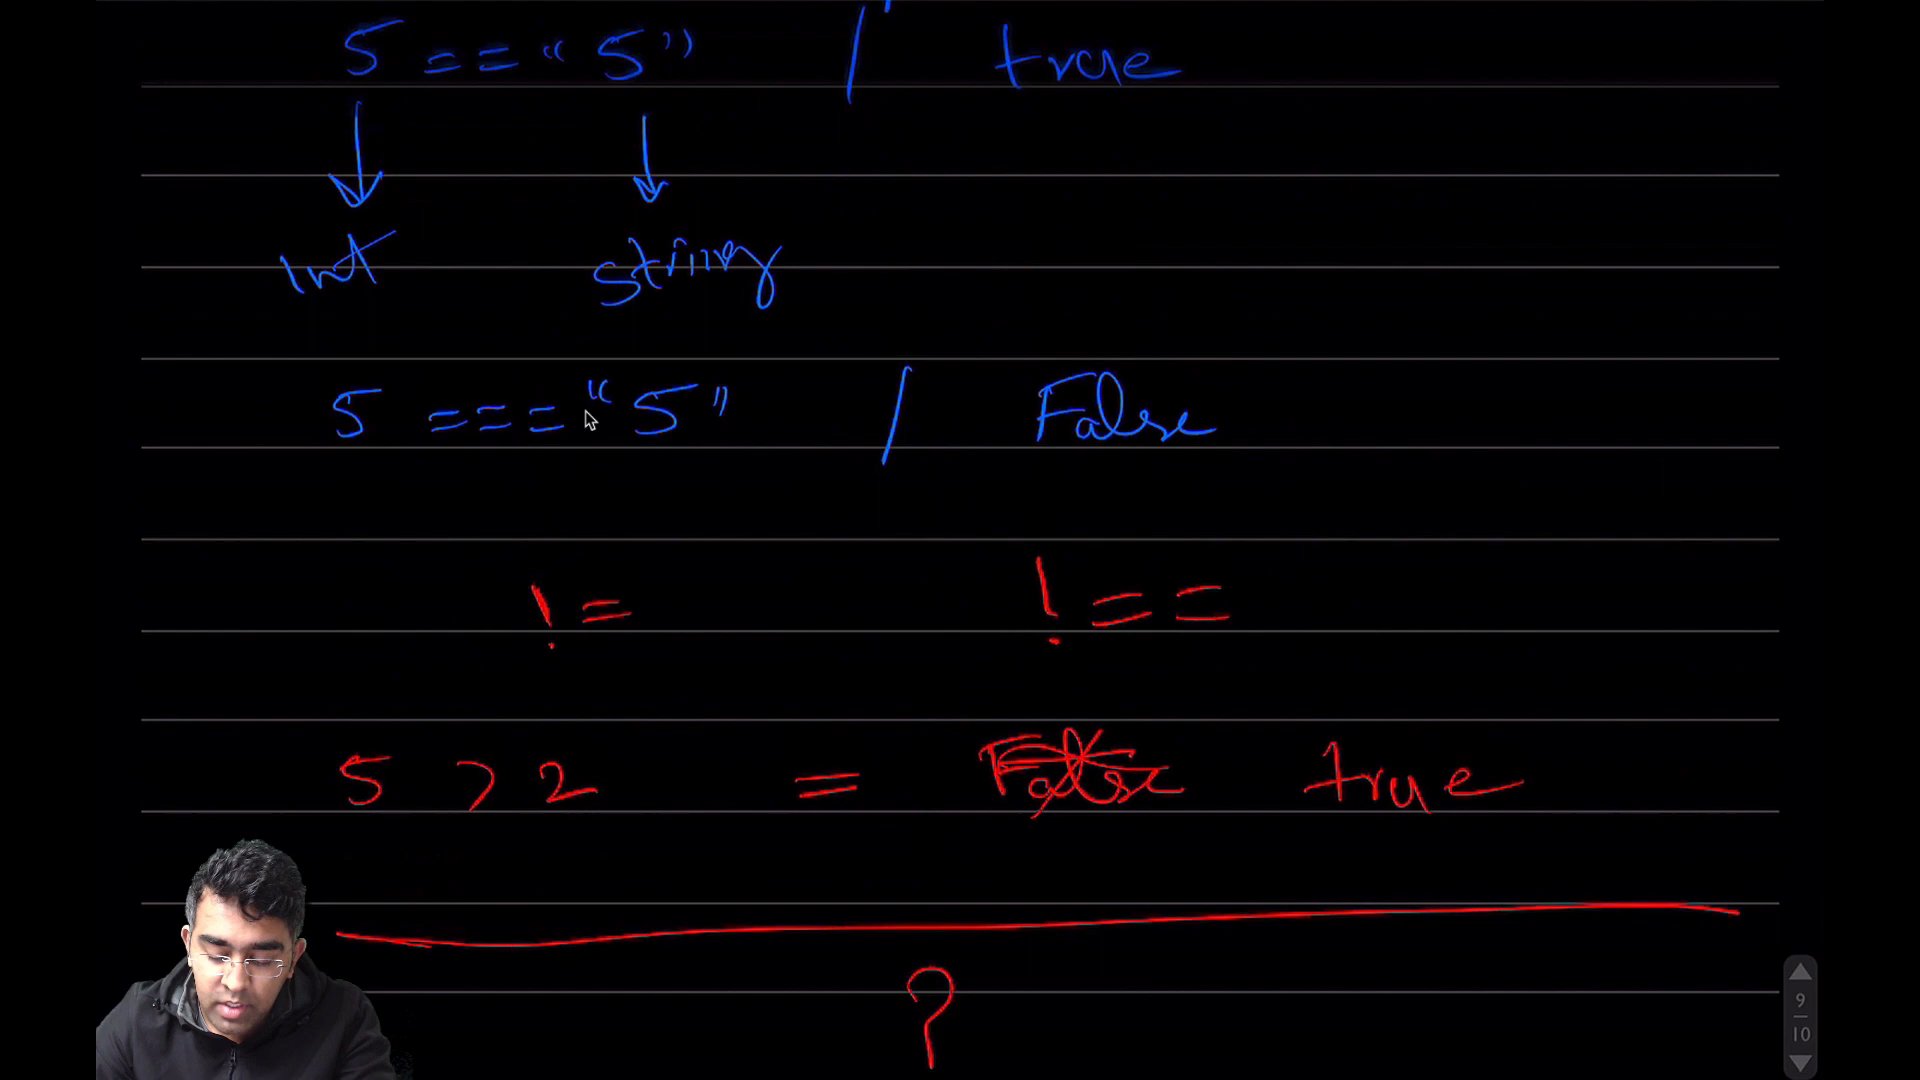 5 == “5” / true
int string
5 === “5” / False
!= !==
5 > 2 = False true
?
9
10